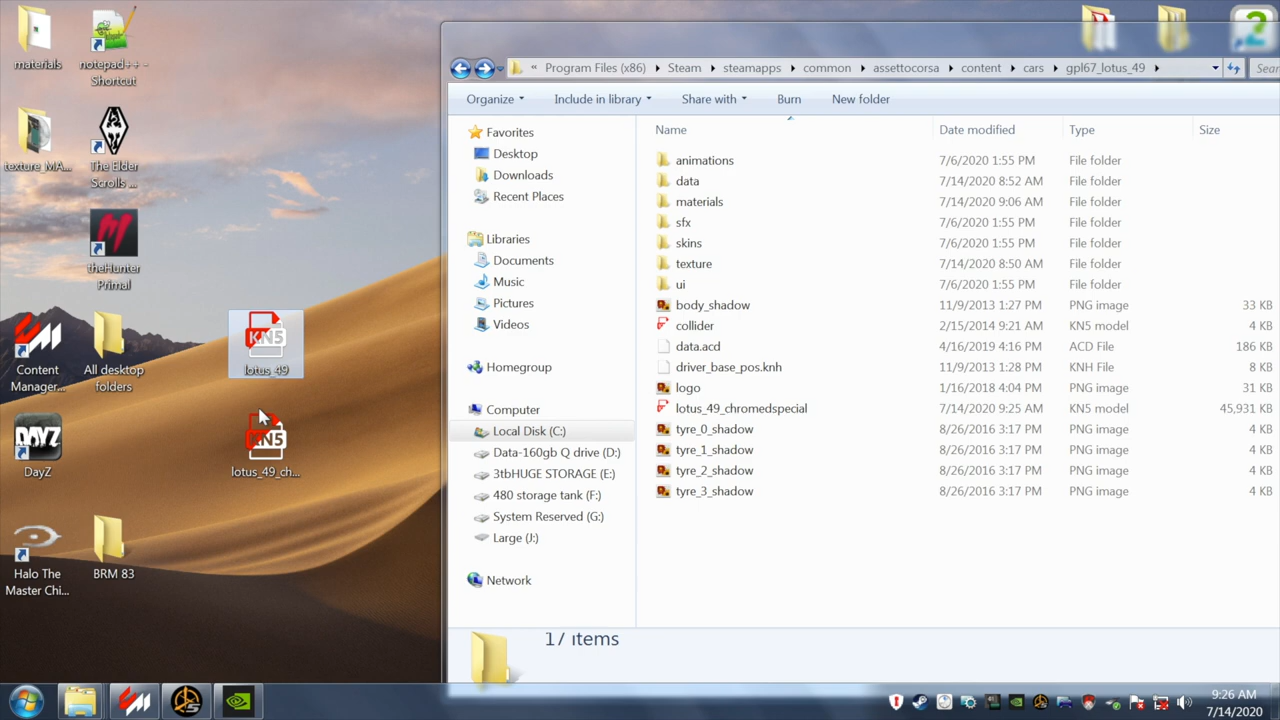 materials
notepad++ -
Shortcut
texture_MA...
The Elder
Scrolls ...
theHunter
Primal
Content
Manager...
All desktop
folders
KN5
lotus_49
DAYZ
DayZ
KN5
lotus_49_ch...
Halo The
Master Chi...
BRM 83
« Program Files (x86) Steam steamapps common assettocorsa content cars gpl67_lotus_49
Sear
Organize Include in library Share with Burn New folder
Favorites
Desktop
Downloads
Recent Places
Libraries
Documents
Music
Pictures
Videos
Homegroup
Computer
Local Disk (C:)
Data-160gb Q drive (D:)
3tbHUGE STORAGE (E:)
480 storage tank (F:)
System Reserved (G:)
Large (J:)
Network
Name Date modified Type Size
animations 7/6/2020 1:55 PM File folder
data 7/14/2020 8:52 AM File folder
materials 7/14/2020 9:06 AM File folder
sfx 7/6/2020 1:55 PM File folder
skins 7/6/2020 1:55 PM File folder
texture 7/14/2020 8:50 AM File folder
ui 7/6/2020 1:55 PM File folder
body_shadow 11/9/2013 1:27 PM PNG image 33 KB
collider 2/15/2014 9:21 AM KN5 model 4 KB
data.acd 4/16/2019 4:16 PM ACD File 186 KB
driver_base_pos.knh 11/9/2013 1:28 PM KNH File 8 KB
logo 1/16/2018 4:04 PM PNG image 31 KB
lotus_49_chromedspecial 7/14/2020 9:25 AM KN5 model 45,931 KB
tyre_0_shadow 8/26/2016 3:17 PM PNG image 4 KB
tyre_1_shadow 8/26/2016 3:17 PM PNG image 4 KB
tyre_2_shadow 8/26/2016 3:17 PM PNG image 4 KB
tyre_3_shadow 8/26/2016 3:17 PM PNG image 4 KB
17 items
9:26 AM
7/14/2020